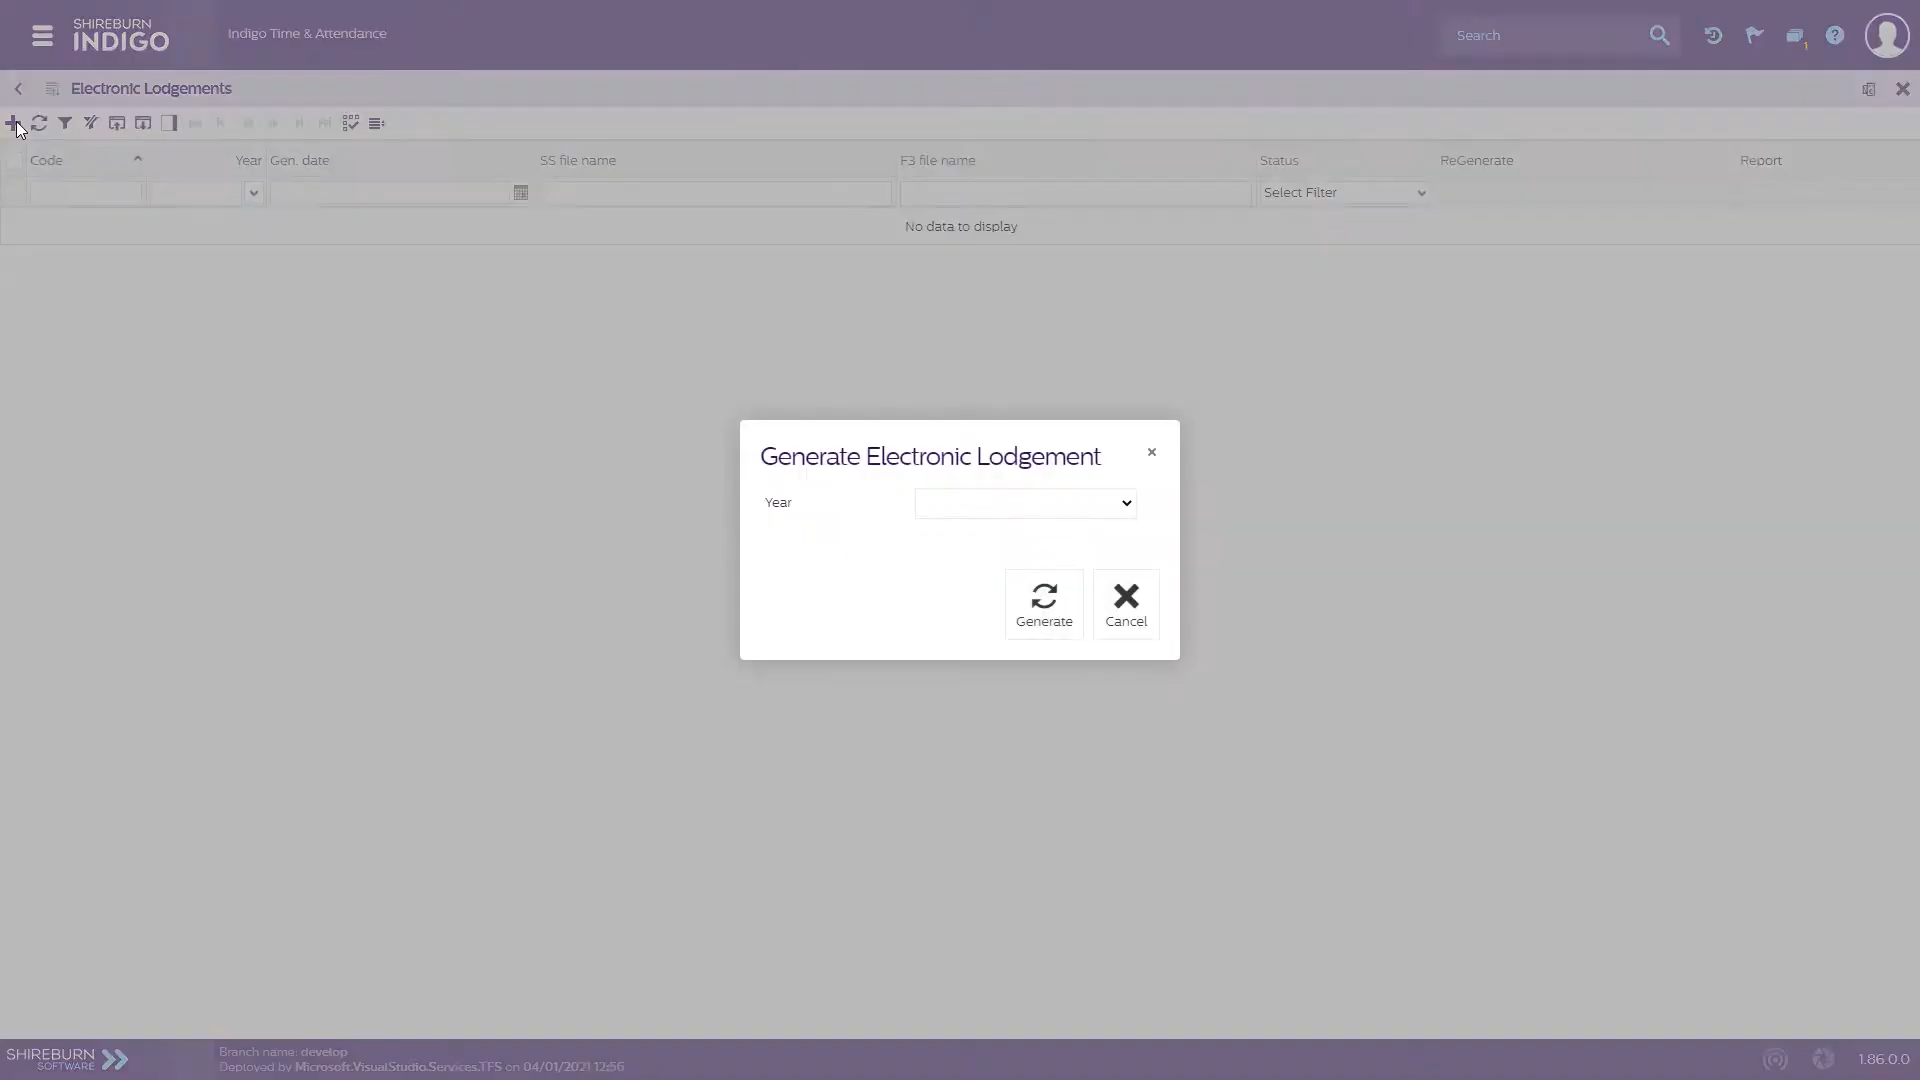 SHIREBURN
INDIGO
Indigo Time & Attendance
Search
1
Electronic Lodgements
Code Year Gen. date SS file name F3 file name Status ReGenerate Report
Select Filter
No data to display
Generate Electronic Lodgement
Year
Generate Cancel
SHIREBURN
SOFTWARE
Branch name: develop
Deployed by Microsoft.VisualStudio.Services.TFS on 04/01/2021 12:56
1.86.0.0